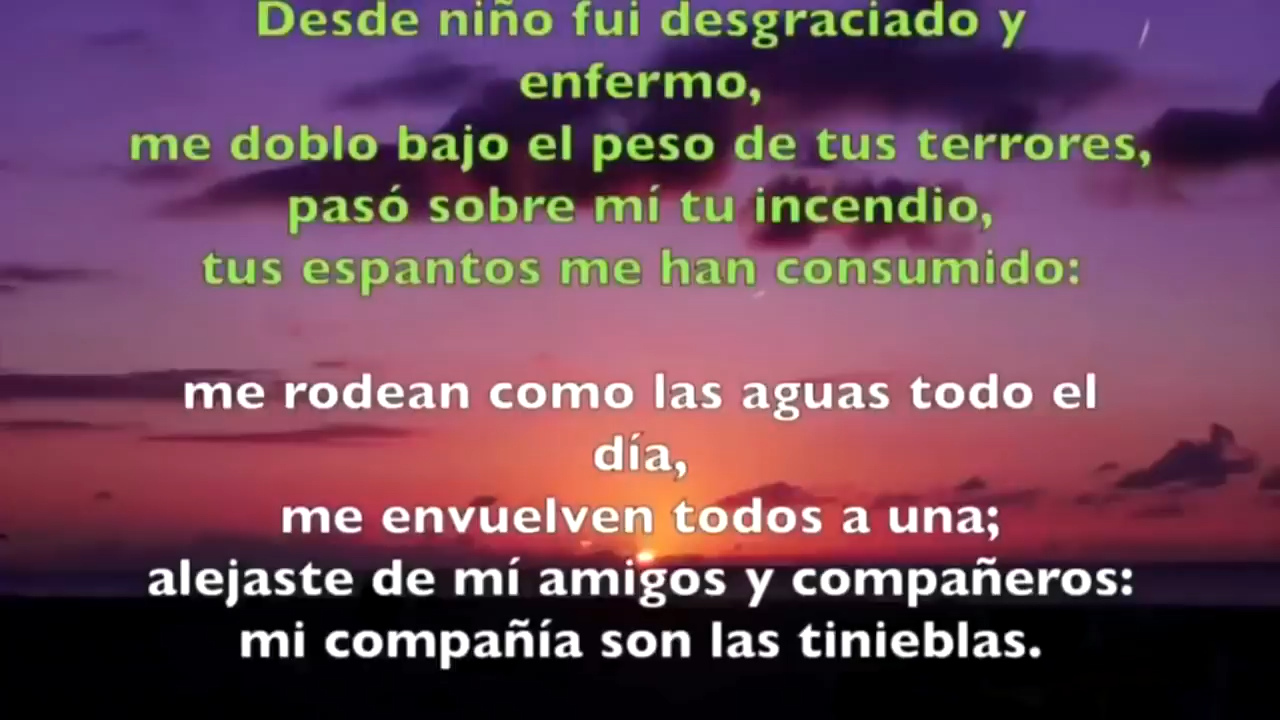 Desde niño fui desgraciado y
enfermo,
me doblo bajo el peso de tus terrores,
pasó sobre mí tu incendio,
tus espantos me han consumido:
me rodean como las aguas todo el
día,
me envuelven todos a una;
alejaste de mí amigos y compañeros:
mi compañía son las tinieblas.